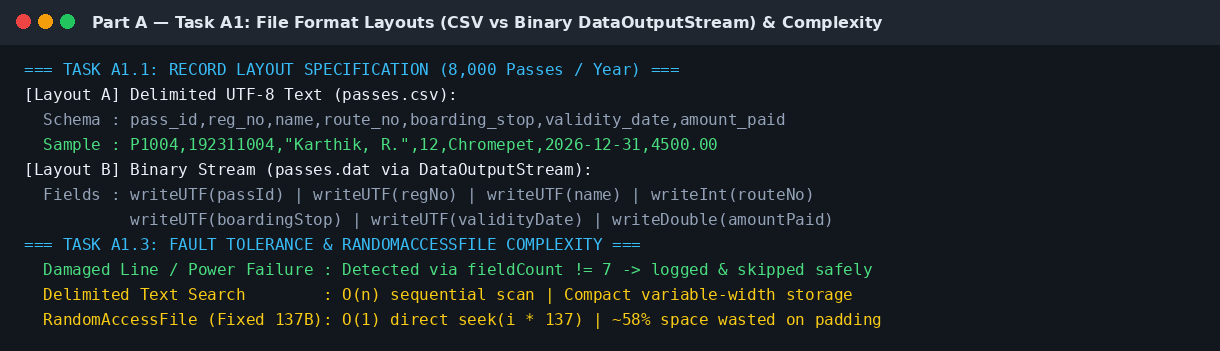 Part A — Task A1: File Format Layouts (CSV vs Binary DataOutputStream) & Complexity
=== TASK A1.1: RECORD LAYOUT SPECIFICATION (8,000 Passes / Year) ===
[Layout A] Delimited UTF-8 Text (passes.csv):
Schema : pass_id,reg_no,name,route_no,boarding_stop,validity_date,amount_paid
Sample : P1004,192311004,"Karthik, R.",12,Chromepet,2026-12-31,4500.00
[Layout B] Binary Stream (passes.dat via DataOutputStream):
Fields : writeUTF(passId) | writeUTF(regNo) | writeUTF(name) | writeInt(routeNo)
writeUTF(boardingStop) | writeUTF(validityDate) | writeDouble(amountPaid)
=== TASK A1.3: FAULT TOLERANCE & RANDOMACCESSFILE COMPLEXITY ===
Damaged Line / Power Failure : Detected via fieldCount != 7 -> logged & skipped safely
Delimited Text Search        : O(n) sequential scan | Compact variable-width storage
RandomAccessFile (Fixed 137B): O(1) direct seek(i * 137) | ~58% space wasted on padding